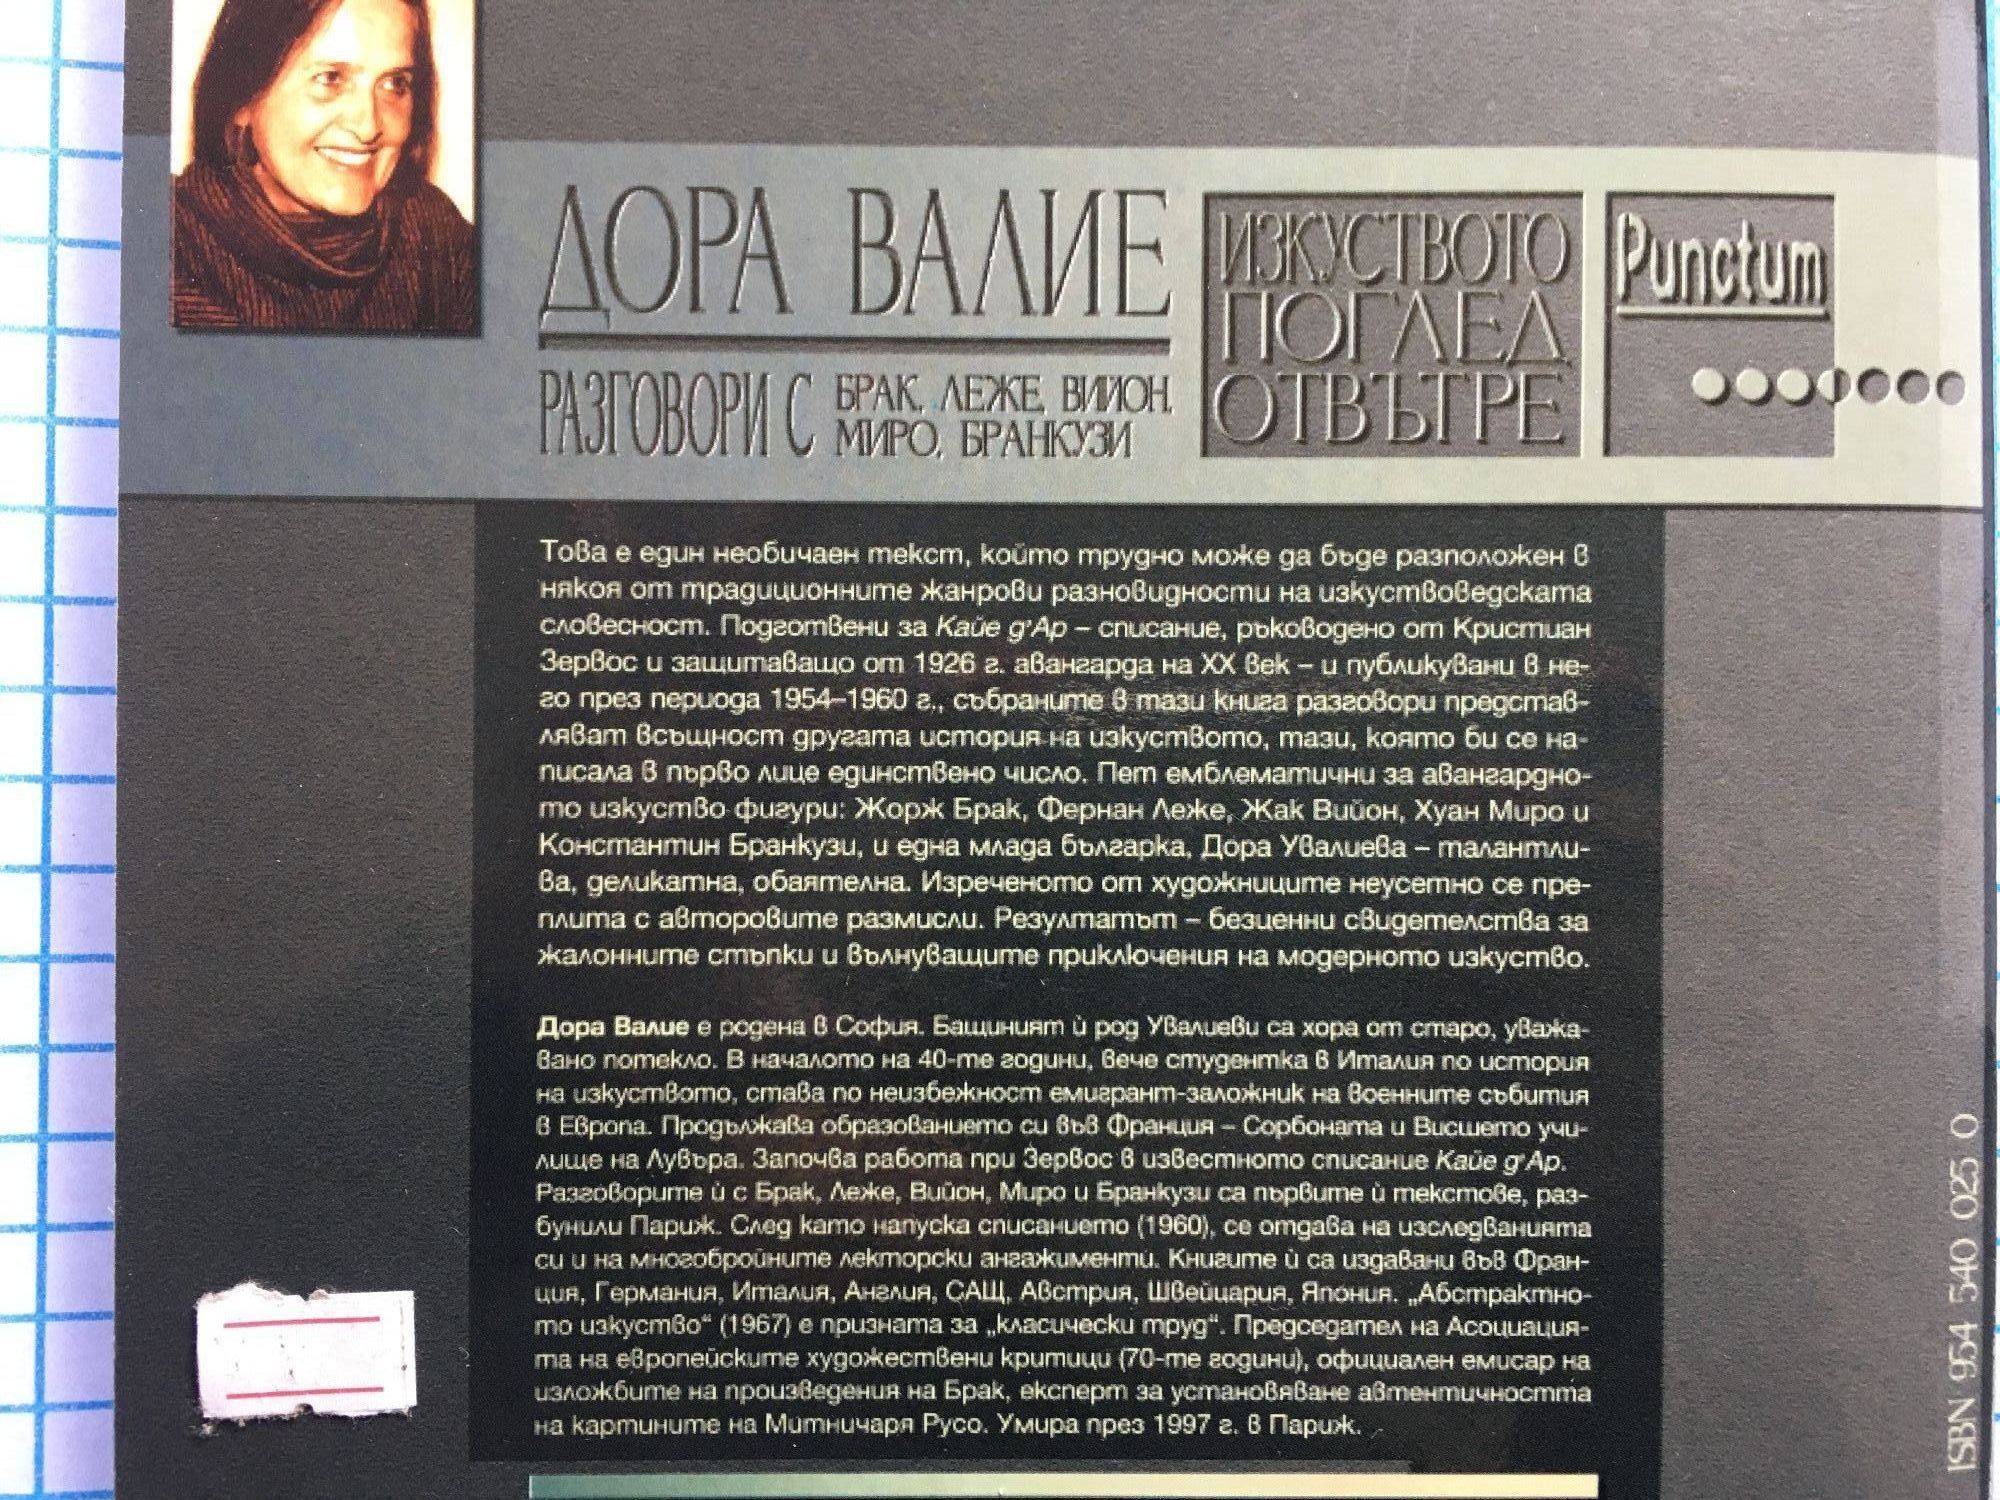 ДОРА ВАЛИЕ
РАЗГОВОРИ С БРАК, ЛЕЖЕ, ВИЙОН,
МИРО, БРАНКУЗИ
ИЗКУСТВОТО
ПОГЛЕД
ОТВЪТРЕ
Punctum
Това е един необичаен текст, който трудно може да бъде разположен в
някоя от традиционните жанрови разновидности на изкуствоведската
словесност. Подготвени за Кайе д'Ар – списание, ръководено от Кристиан
Зервос и защитаващо от 1926 г. авангарда на XX век – и публикувани в не-
го през периода 1954–1960 г., събраните в тази книга разговори представ-
ляват всъщност другата история на изкуството, тази, която би се на-
писала в първо лице единствено число. Пет емблематични за авангардно-
то изкуство фигури: Жорж Брак, Фернан Леже, Жак Вийон, Хуан Миро и
Константин Бранкузи, и една млада българка, Дора Увалиева – талантли-
ва, деликатна, обаятелна. Изреченото от художниците неусетно се пре-
плита с авторовите размисли. Резултатът – безценни свидетелства за
жалонните стъпки и вълнуващите приключения на модерното изкуство.
Дора Валие е родена в София. Бащиният ѝ род Увалиеви са хора от старо, уважа-
вано потекло. В началото на 40-те години, вече студентка в Италия по история
на изкуството, става по неизбежност емигрант-заложник на военните събития
в Европа. Продължава образованието си във Франция – Сорбоната и Висшето учи-
лище на Лувъра. Започва работа при Зервос в известното списание Кайе д'Ар.
Разговорите ѝ с Брак, Леже, Вийон, Миро и Бранкузи са първите ѝ текстове, раз-
бунили Париж. След като напуска списанието (1960), се отдава на изследванията
си и на многобройните лекторски ангажименти. Книгите ѝ са издавани във Фран-
ция, Германия, Италия, Англия, САЩ, Австрия, Швейцария, Япония. „Абстрактно-
то изкуство“ (1967) е призната за „класически труд“. Председател на Асоциация-
та на европейските художествени критици (70-те години), официален емисар на
изложбите на произведения на Брак, експерт за установяване автентичността
на картините на Митничаря Русо. Умира през 1997 г. в Париж.
ISBN 954 540 025 0